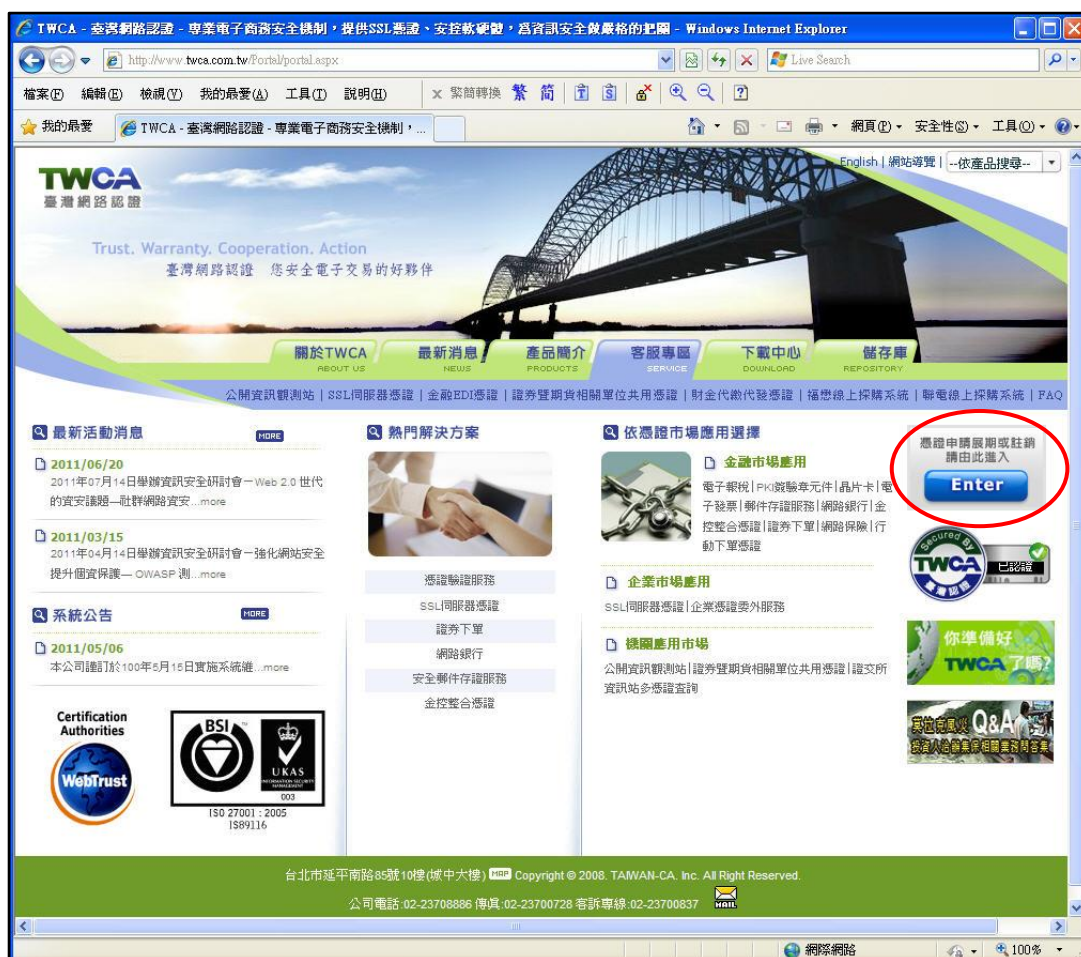 TWCA - 臺灣網路認證 - 專業電子商務安全機制,提供SSL憑證、安控軟硬體,為資訊安全做嚴格的把關 - Windows Internet Explorer
http://www.twca.com.tw/Portal/portal.aspx
Live Search
檔案(F) 編輯(E) 檢視(V) 我的最愛(A) 工具(T) 說明(H)
x 繁簡轉換 繁 简
我的最愛
TWCA - 臺灣網路認證 - 專業電子商務安全機制,...
網頁(P) 安全性(S) 工具(O)
TWCA
臺灣網路認證
English | 網站導覽 | --依產品搜尋--
Trust. Warranty. Cooperation. Action
臺灣網路認證 您安全電子交易的好夥伴
關於TWCA 最新消息 產品簡介 客服專區 下載中心 儲存庫
ABOUT US NEWS PRODUCTS SERVICE DOWNLOAD REPOSITORY
公開資訊觀測站 | SSL伺服器憑證 | 金融EDI憑證 | 證券暨期貨相關單位共用憑證 | 財金代繳代發憑證 | 福懋線上採購系統 | 聯電線上採購系統 | FAQ
最新活動消息 MORE
2011/06/20
2011年07月14日舉辦資訊安全研討會－Web 2.0 世代
的資安議題—社群網路資安...more
2011/03/15
2011年04月14日舉辦資訊安全研討會－強化網站安全
提升個資保護— OWASP 測...more
系統公告 MORE
2011/05/06
本公司謹訂於100年5月15日實施系統維...more
Certification
Authorities
WebTrust
BSI
UKAS
INFORMATION SECURITY
MANAGEMENT
003
ISO 27001 : 2005
IS89116
熱門解決方案
憑證驗證服務
SSL伺服器憑證
證券下單
網路銀行
安全郵件存證服務
金控整合憑證
依憑證市場應用選擇
金融市場應用
電子報稅 | PKI簽驗章元件 | 晶片卡 | 電
子發票 | 郵件存證服務 | 網路銀行 | 金
控整合憑證 | 證券下單 | 網路保險 | 行
動下單憑證
企業市場應用
SSL伺服器憑證 | 企業憑證委外服務
機關應用市場
公開資訊觀測站 | 證券暨期貨相關單位共用憑證 | 證交所
資訊站多憑證查詢
憑證申請展期或註銷
請由此進入
Enter
Secured By
TWCA
臺灣認證
已認證
你準備好
TWCA 了嗎?
莫拉克風災 Q&A
投資人洽辦集保相關業務問答集
台北市延平南路85號10樓(城中大樓) MAP Copyright © 2008. TAIWAN-CA. Inc. All Right Reserved.
公司電話:02-23708886 傳真:02-23700728 客訴專線:02-23700837 MAIL
網際網路
100%